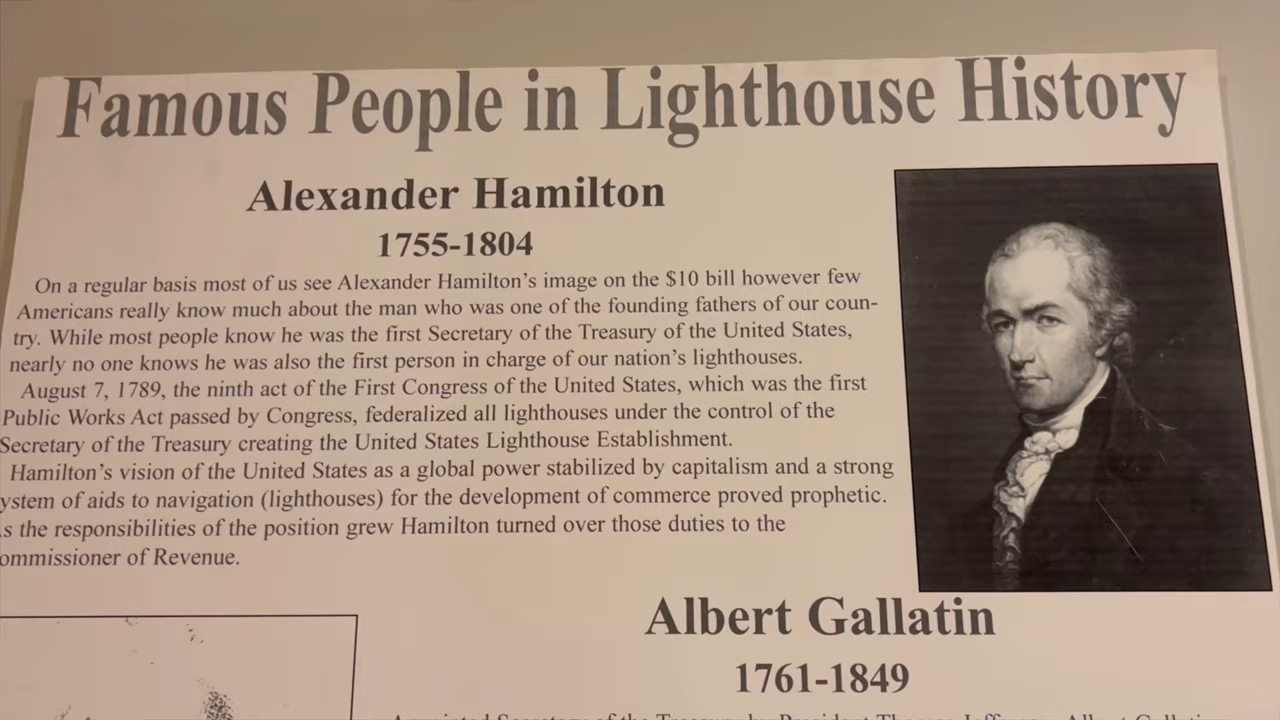 Famous People in Lighthouse History
Alexander Hamilton
1755-1804
On a regular basis most of us see Alexander Hamilton's image on the $10 bill however few
Americans really know much about the man who was one of the founding fathers of our coun-
try. While most people know he was the first Secretary of the Treasury of the United States,
nearly no one knows he was also the first person in charge of our nation's lighthouses.
August 7, 1789, the ninth act of the First Congress of the United States, which was the first
Public Works Act passed by Congress, federalized all lighthouses under the control of the
Secretary of the Treasury creating the United States Lighthouse Establishment.
Hamilton's vision of the United States as a global power stabilized by capitalism and a strong
ystem of aids to navigation (lighthouses) for the development of commerce proved prophetic.
s the responsibilities of the position grew Hamilton turned over those duties to the
ommissioner of Revenue.
Albert Gallatin
1761-1849